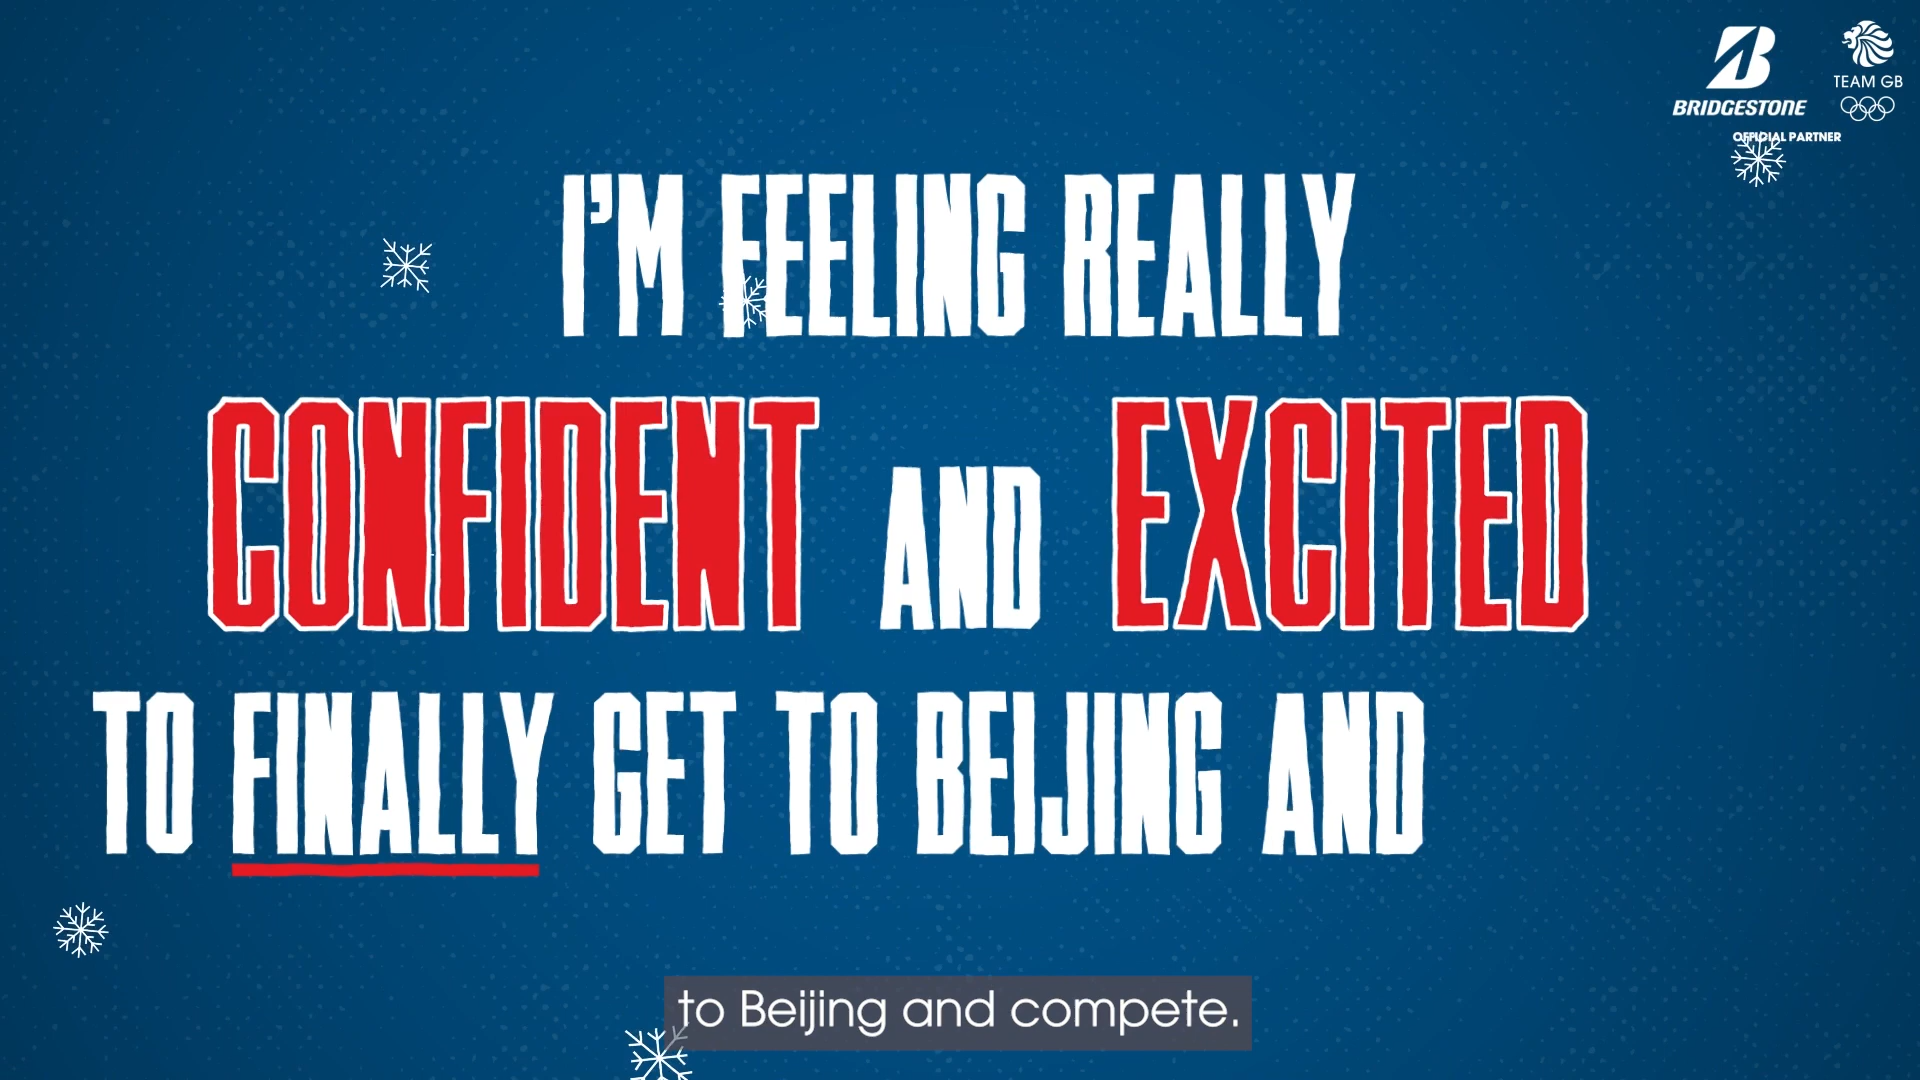 BRIDGESTONE
TEAM GB
OFFICIAL PARTNER
I'M FEELING REALLY
CONFIDENT AND EXCITED
TO FINALLY GET TO BEIJING AND
to Beijing and compete.